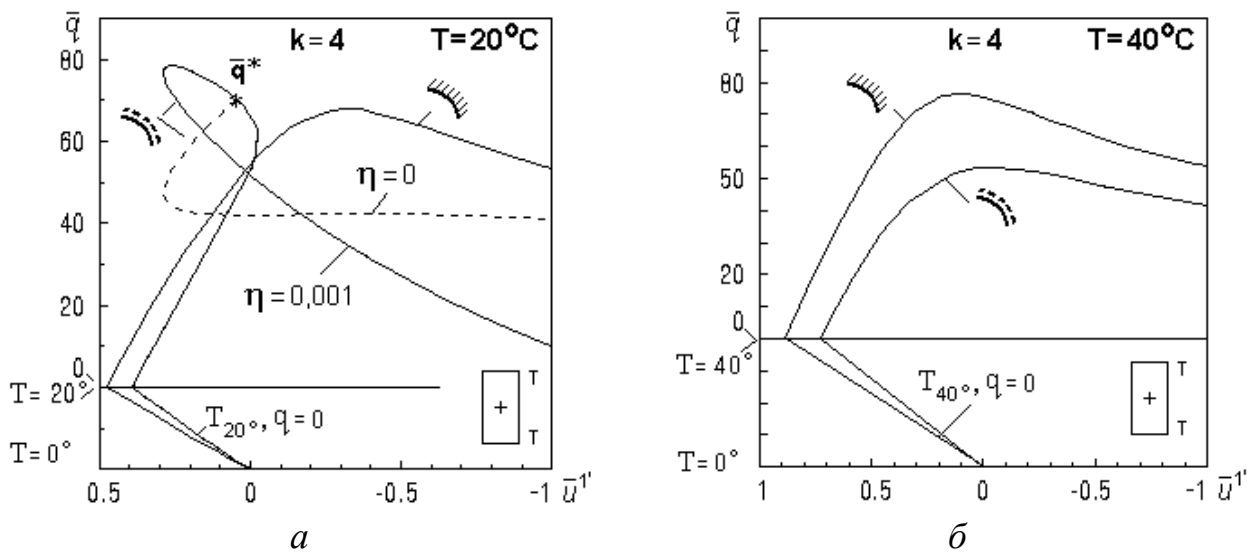 q̄
k = 4 T = 20°C
80
q̄*
*
60
η = 0
40
η = 0,001
20
0
T = 20°
T₂₀°, q = 0
T
+
T
T = 0°
0.5 0 -0.5 -1 ū¹'
а
q̄
k = 4 T = 40°C
80
50
20
0
T = 40°
T₄₀°, q = 0
T
+
T
T = 0°
1 0.5 0 -0.5 -1 ū¹'
б